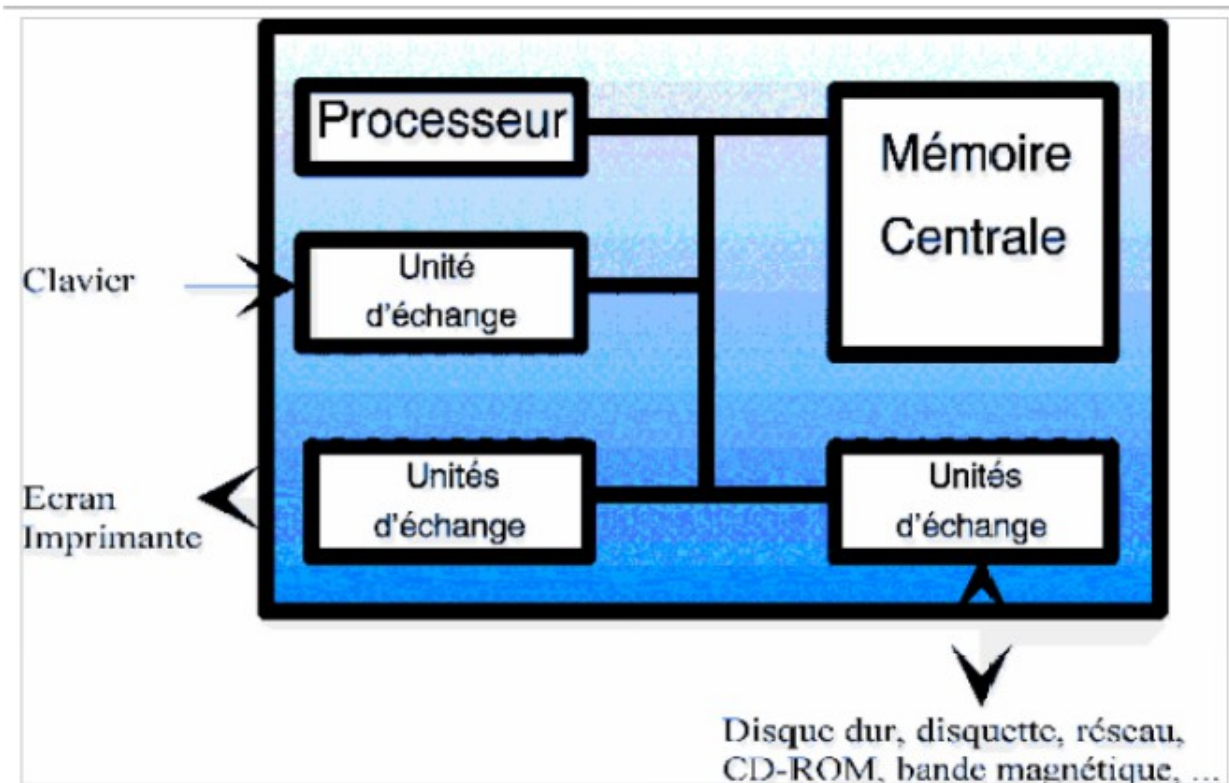 Processeur
Mémoire
Centrale
Clavier
Unité
d'échange
Ecran
Imprimante
Unités
d'échange
Unités
d'échange
Disque dur, disquette, réseau,
CD-ROM, bande magnétique, ...